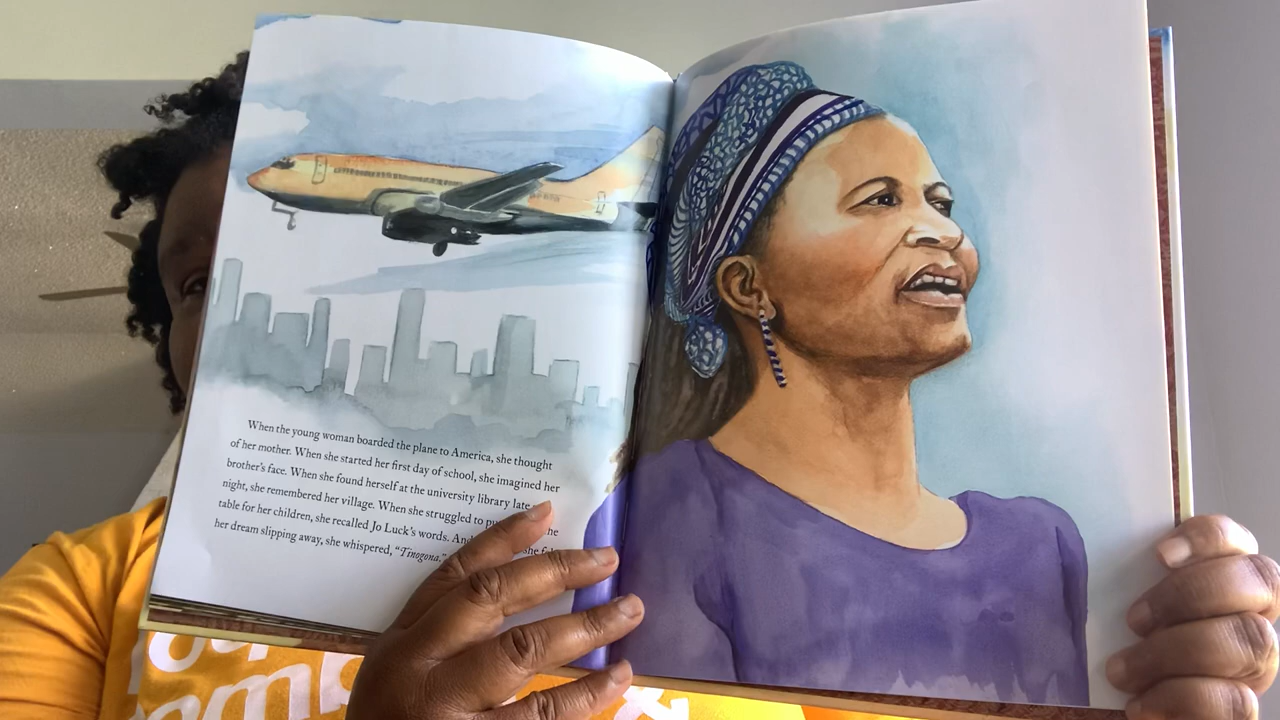 When the young woman boarded the plane to America, she thought
of her mother. When she started her first day of school, she imagined her
brother's face. When she found herself at the university library late
night, she remembered her village. When she struggled to
table for her children, she recalled Jo Luck's words. And she
her dream slipping away, she whispered, “Tinogona.”